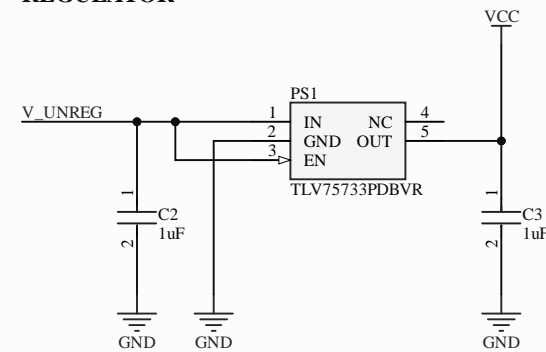 REGULATOR
VCC
PS1
V_UNREG
1 IN NC 4
2 GND OUT 5
3 EN
TLV75733PDBVR
1
C2
1uF
2
1
C3
1uF
2
GND
GND
GND